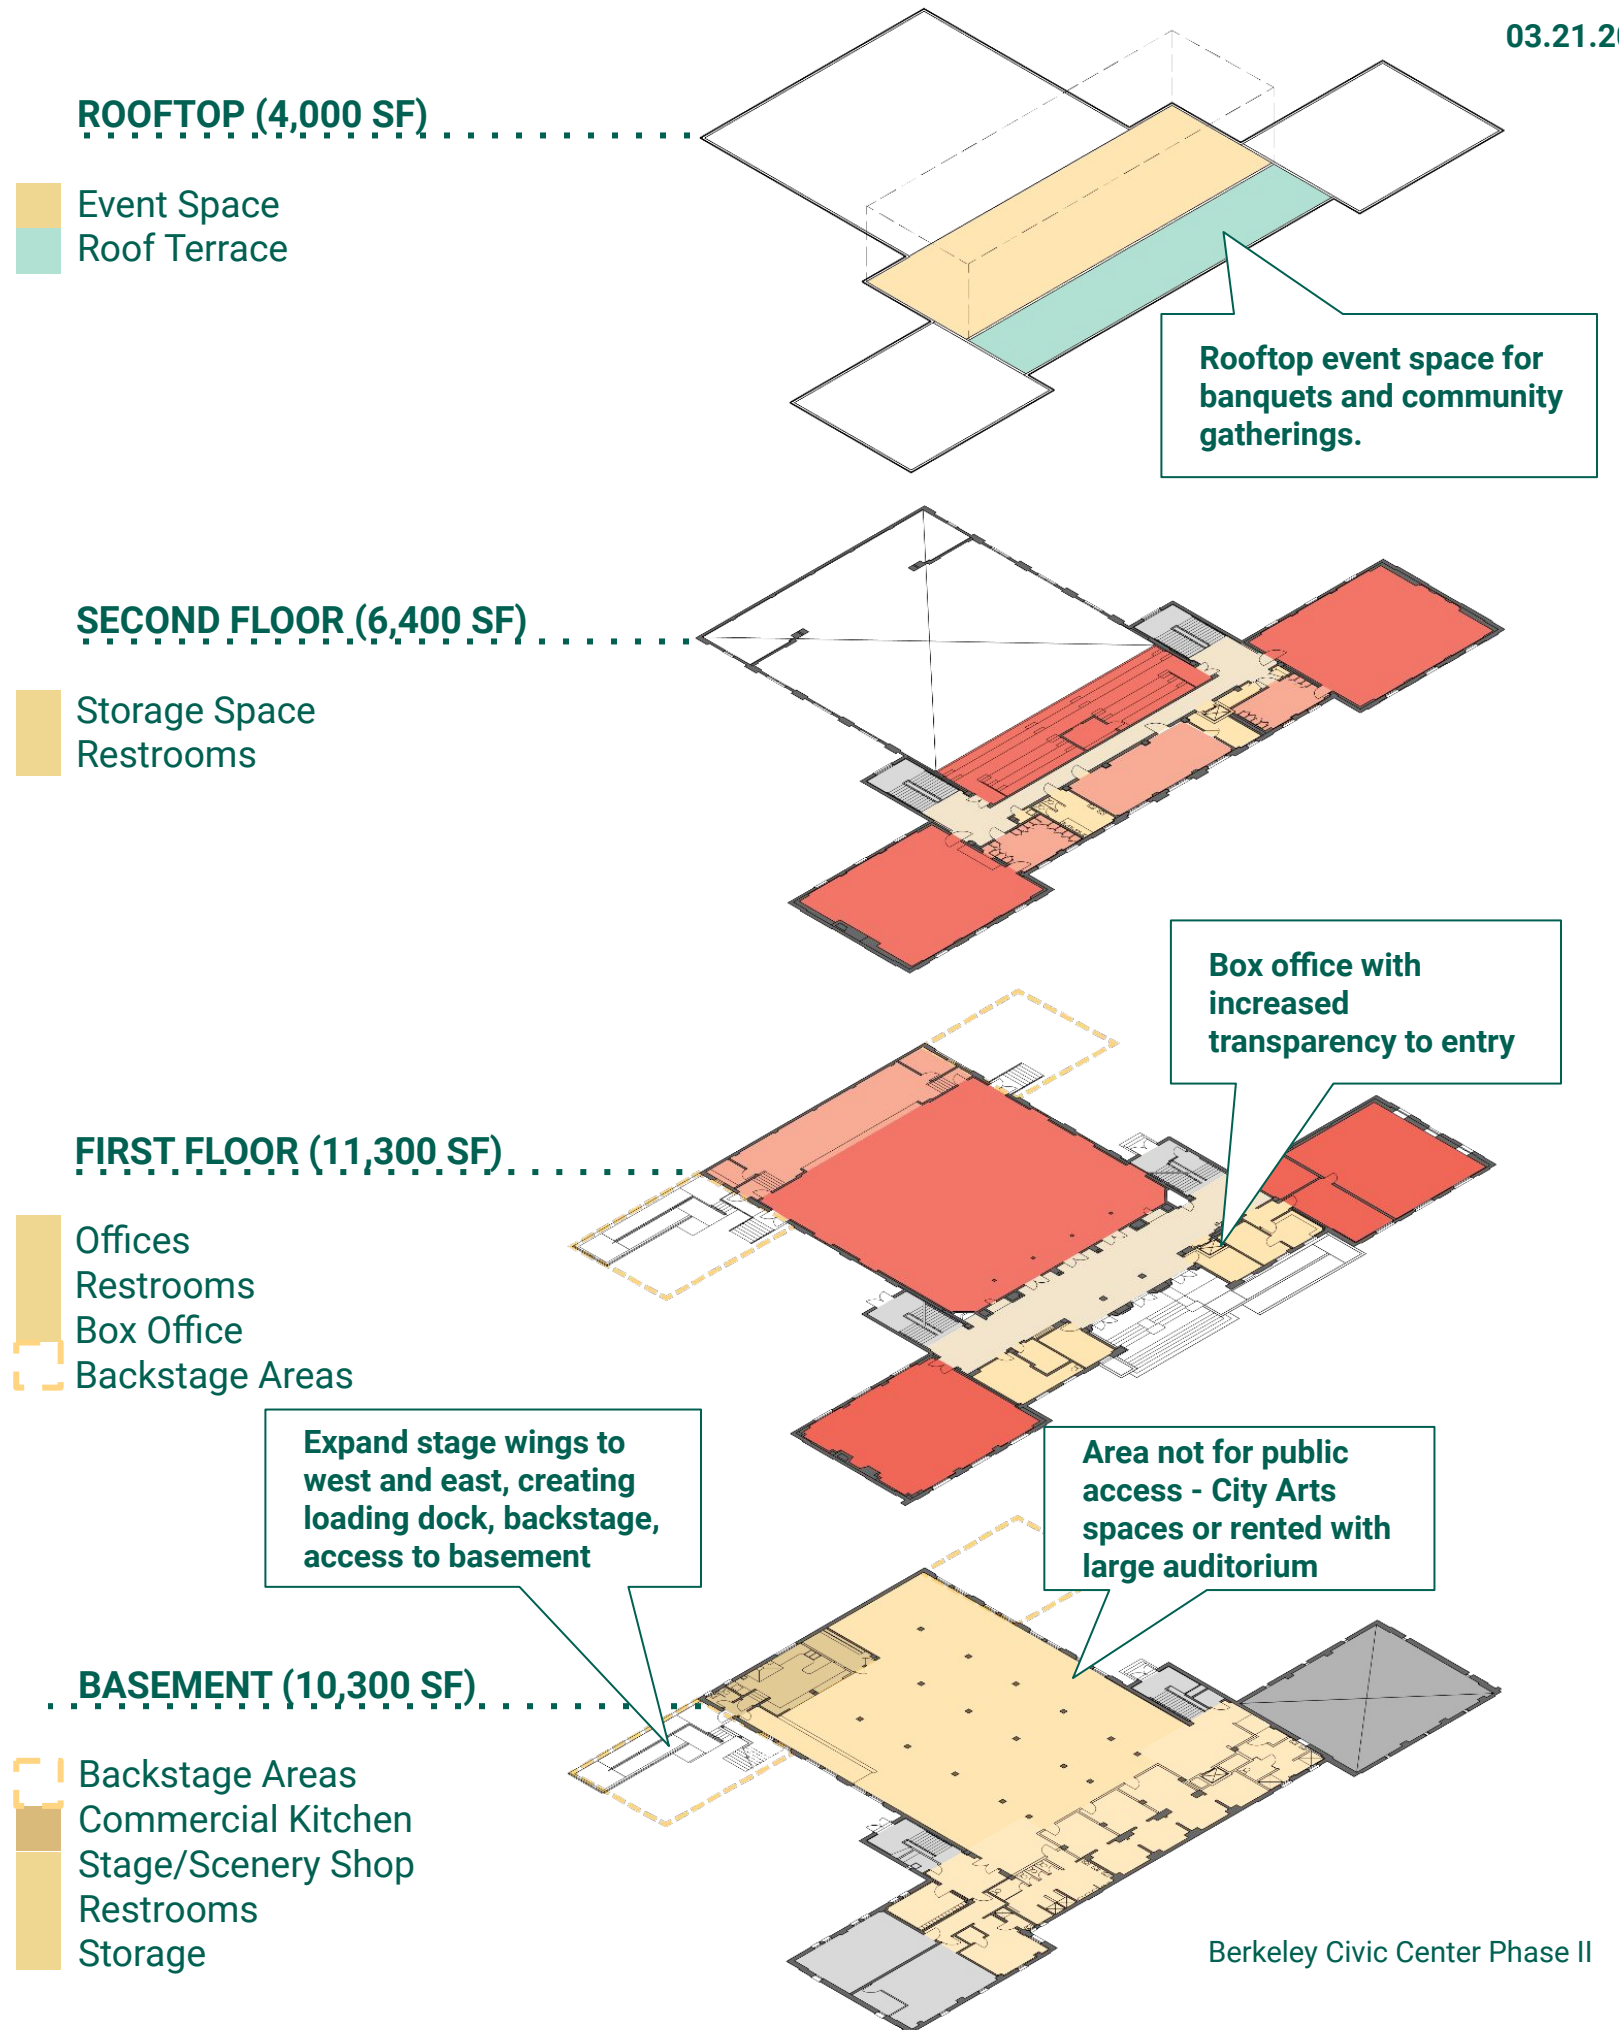 03.21.20
ROOFTOP (4,000 SF)
Event Space
Roof Terrace
Rooftop event space for
banquets and community
gatherings.
SECOND FLOOR (6,400 SF)
Storage Space
Restrooms
Box office with
increased
transparency to entry
FIRST FLOOR (11,300 SF)
Offices
Restrooms
Box Office
Backstage Areas
Expand stage wings to
west and east, creating
loading dock, backstage,
access to basement
Area not for public
access - City Arts
spaces or rented with
large auditorium
BASEMENT (10,300 SF)
Backstage Areas
Commercial Kitchen
Stage/Scenery Shop
Restrooms
Storage
Berkeley Civic Center Phase II